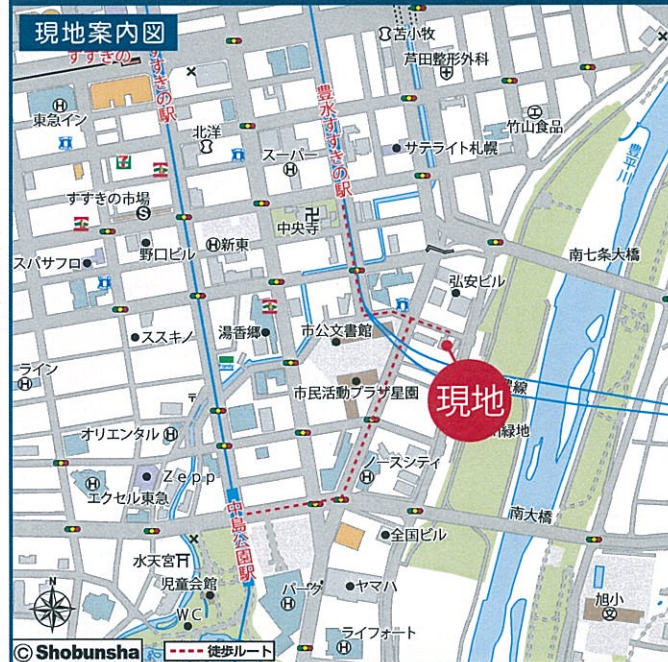 現地案内図
苫小牧
すすきの
芦田整形外科
すすきの駅
豊水すすきの駅
東急イン
竹山食品
北洋
サテライト札幌
スーパー
豊平川
すすきの市場
中央寺
野口ビル
新東
南七条大橋
スパサフロ
弘安ビル
ススキノ
湯香郷
市公文書館
ライン
市民活動プラザ星園
線
現地
緑地
オリエンタル
Zepp
ノースシティ
エクセル東急
中島公園駅
南大橋
全国ビル
水天宮
児童会館
パーク
ヤマハ
旭小
WC
N
ライフォート
© Shobunsha
徒歩ルート